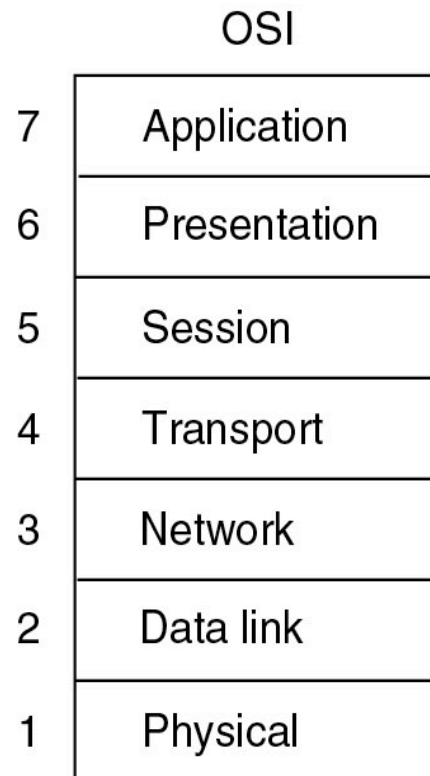 OSI
7 Application
6 Presentation
5 Session
4 Transport
3 Network
2 Data link
1 Physical